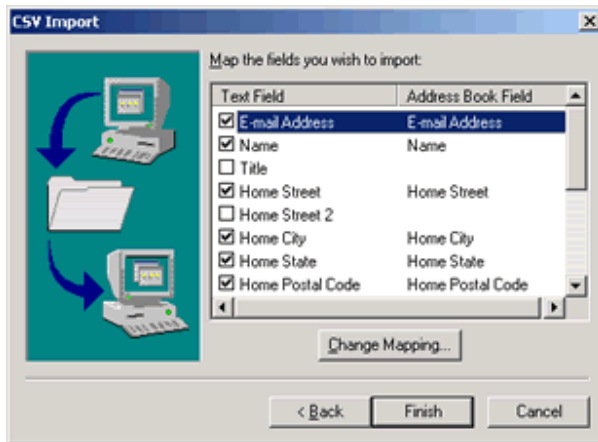 CSV Import
Map the fields you wish to import:
Text Field Address Book Field
E-mail Address E-mail Address
Name Name
Title
Home Street Home Street
Home Street 2
Home City Home City
Home State Home State
Home Postal Code Home Postal Code
Change Mapping...
< Back Finish Cancel